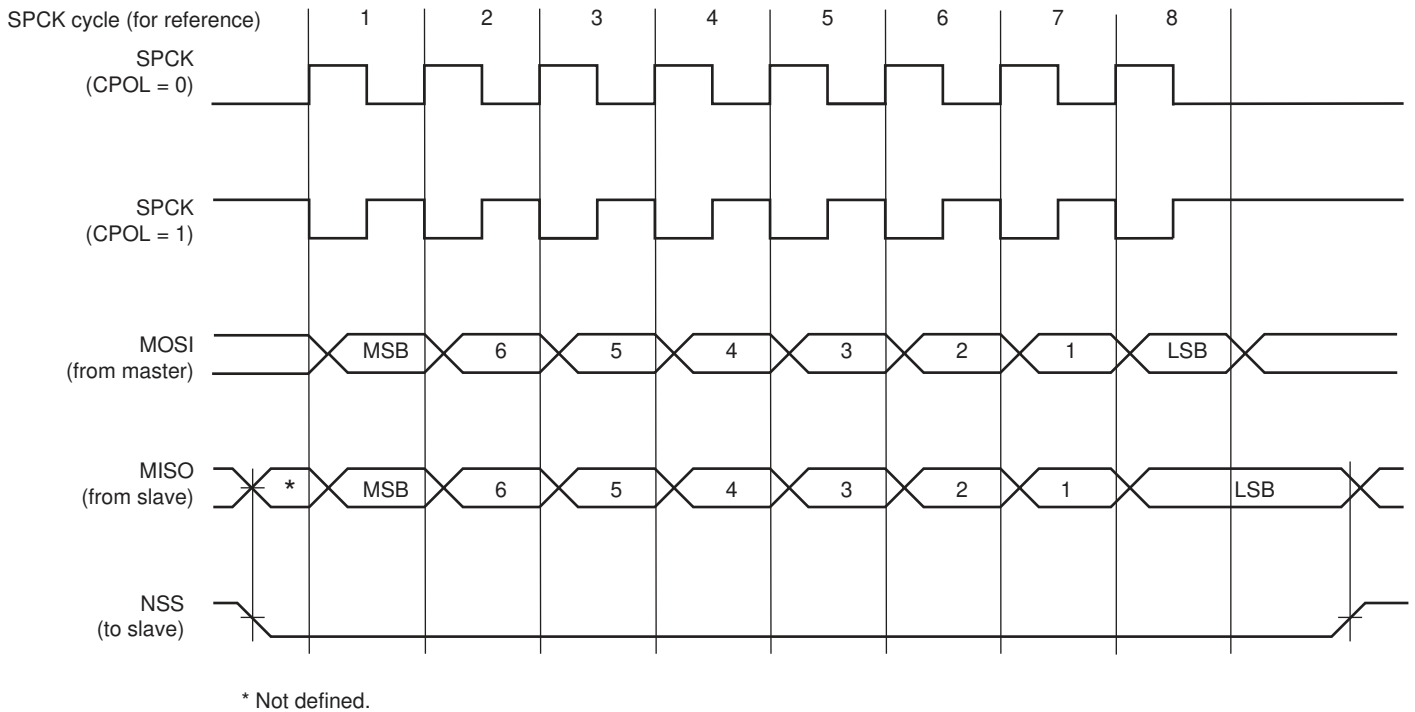 SPCK cycle (for reference) 1 2 3 4 5 6 7 8
SPCK
(CPOL = 0)
SPCK
(CPOL = 1)
MOSI
(from master)
MSB 6 5 4 3 2 1 LSB
MISO
(from slave)
* MSB 6 5 4 3 2 1 LSB
NSS
(to slave)
* Not defined.